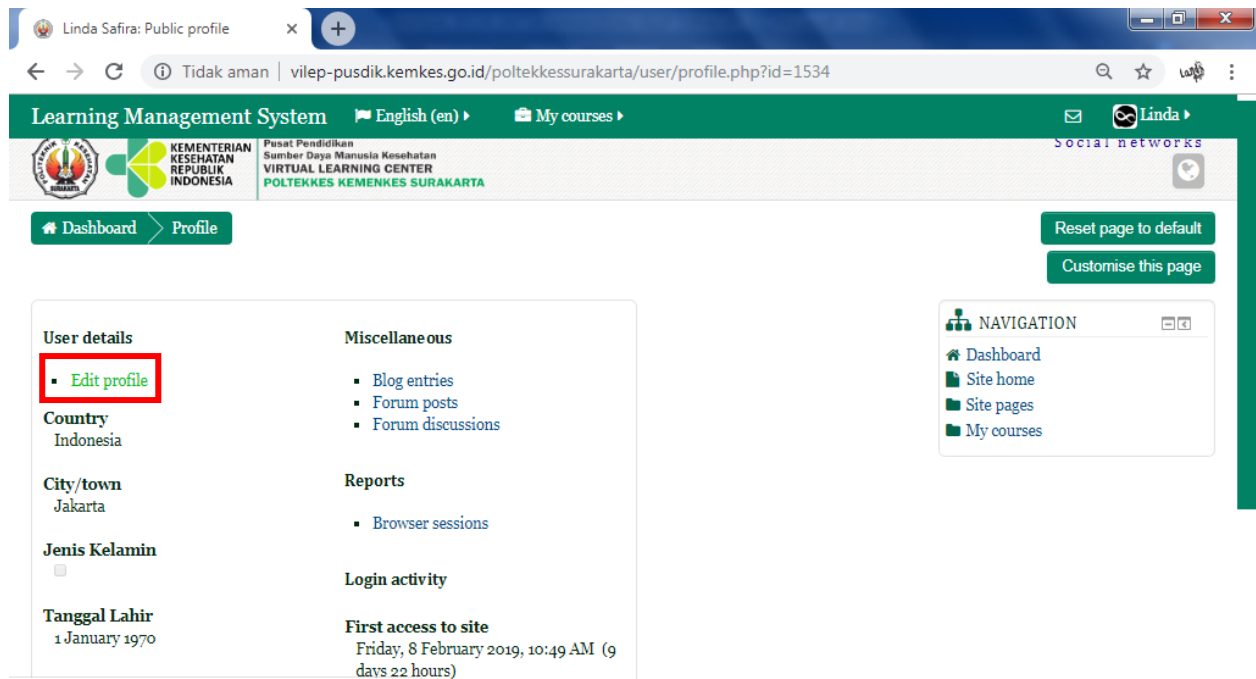 Linda Safira: Public profile
Tidak aman | vilep-pusdik.kemkes.go.id/poltekkessurakarta/user/profile.php?id=1534
Learning Management System English (en) My courses Linda
KEMENTERIAN
KESEHATAN
REPUBLIK
INDONESIA
Pusat Pendidikan
Sumber Daya Manusia Kesehatan
VIRTUAL LEARNING CENTER
POLTEKKES KEMENKES SURAKARTA
Social networks
Dashboard Profile
Reset page to default
Customise this page
User details
Edit profile
Country
Indonesia
City/town
Jakarta
Jenis Kelamin
Tanggal Lahir
1 January 1970
Miscellaneous
Blog entries
Forum posts
Forum discussions
Reports
Browser sessions
Login activity
First access to site
Friday, 8 February 2019, 10:49 AM (9
days 22 hours)
NAVIGATION
Dashboard
Site home
Site pages
My courses